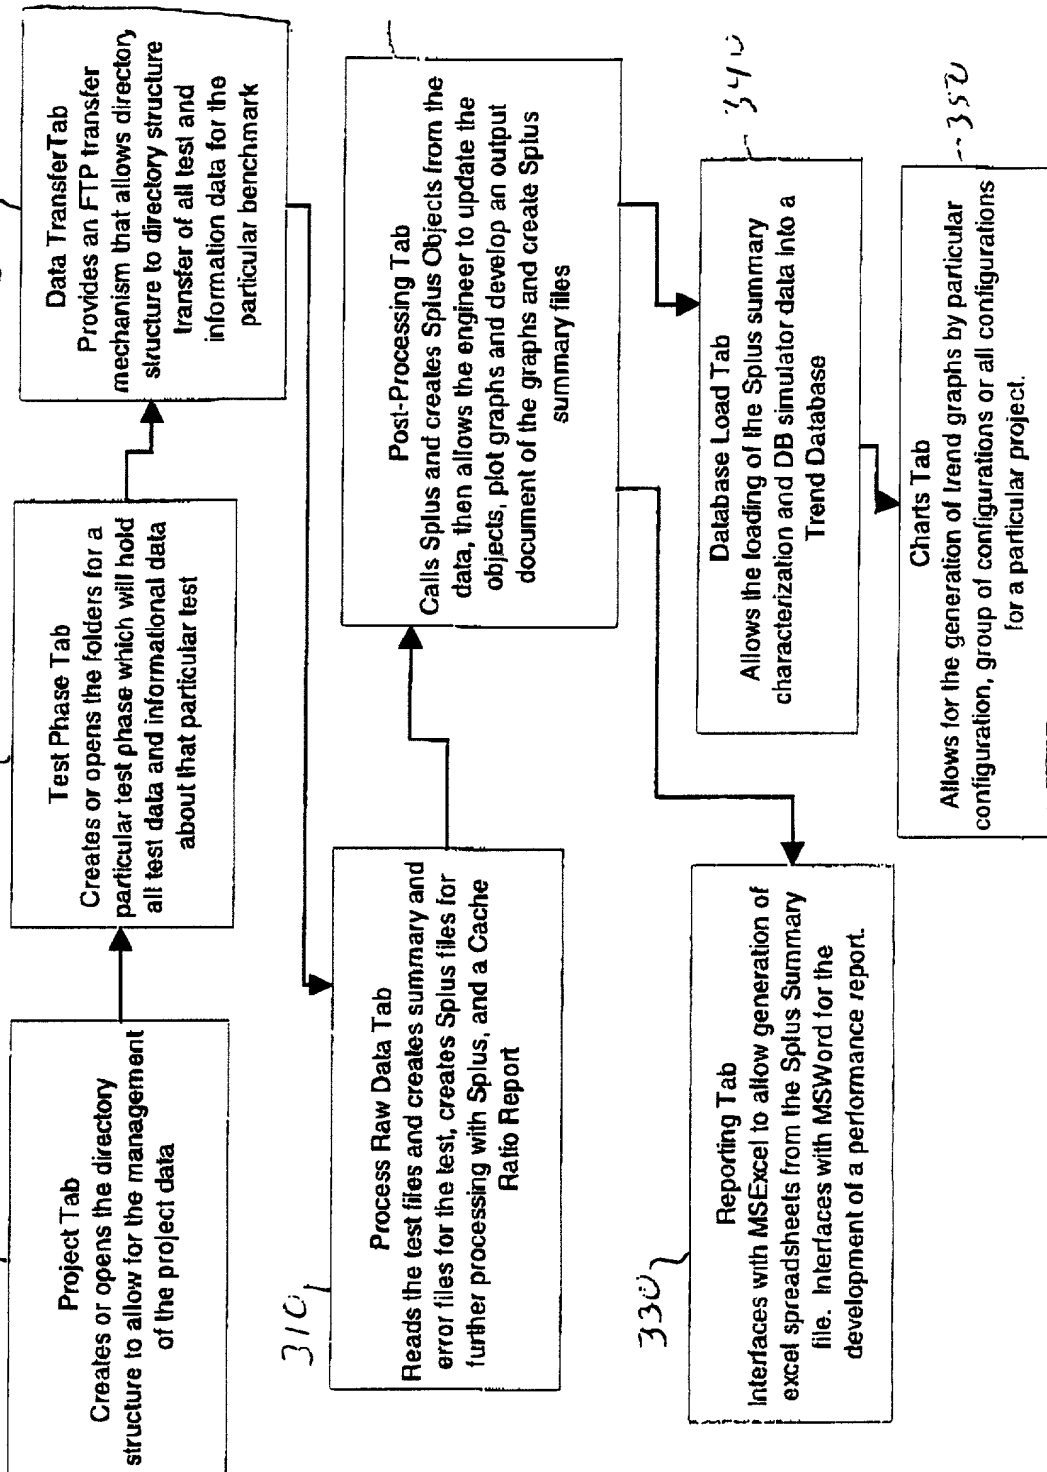 Project Tab
Creates or opens the directory
structure to allow for the management
of the project data
Test Phase Tab
Creates or opens the folders for a
particular test phase which will hold
all test data and informational data
about that particular test
Data TransferTab
Provides an FTP transfer
mechanism that allows directory
structure to directory structure
transfer of all test and
information data for the
particular benchmark
310
Process Raw Data Tab
Reads the test files and creates summary and
error files for the test, creates Splus files for
further processing with Splus, and a Cache
Ratio Report
Post-Processing Tab
Calls Splus and creates Splus Objects from the
data, then allows the engineer to update the
objects, plot graphs and develop an output
document of the graphs and create Splus
summary files
330
Reporting Tab
Interfaces with MSExcel to allow generation of
excel spreadsheets from the Splus Summary
file. Interfaces with MSWord for the
development of a performance report.
340
Database Load Tab
Allows the loading of the Splus summary
characterization and DB simulator data into a
Trend Database
350
Charts Tab
Allows for the generation of trend graphs by particular
configuration, group of configurations or all configurations
for a particular project.